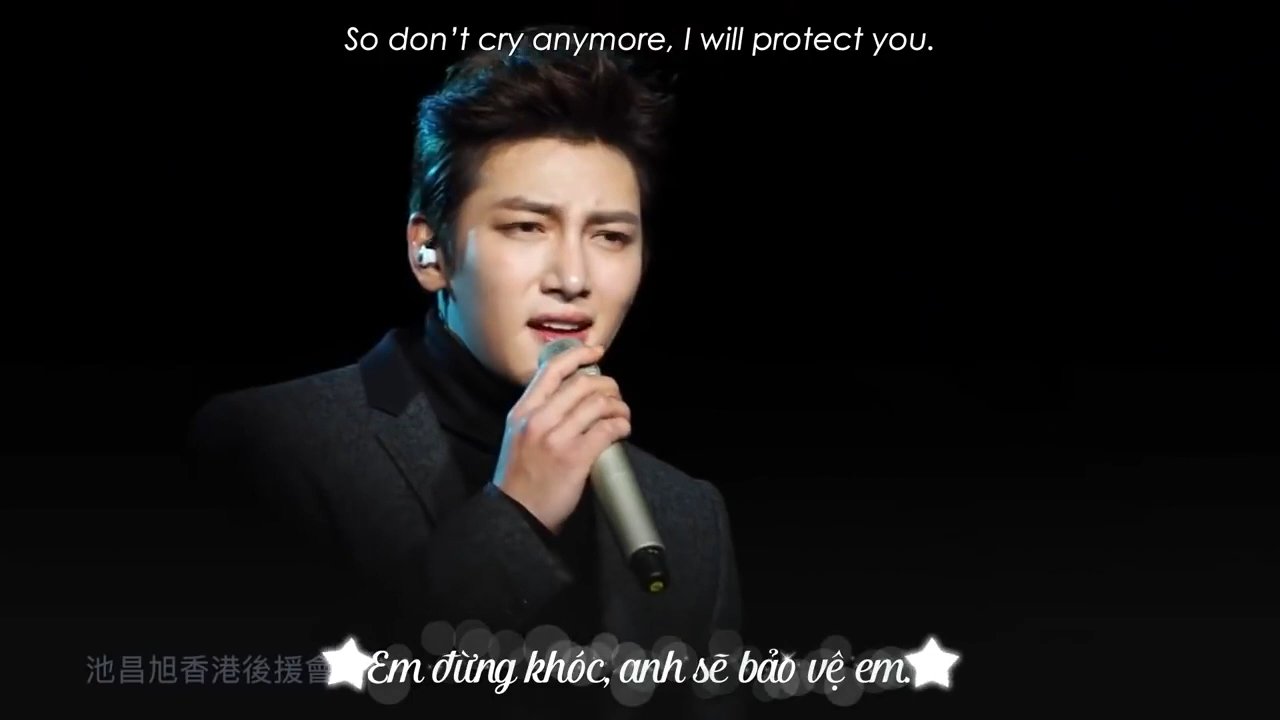 So don’t cry anymore, I will protect you.
池昌旭香港後援會
Em đừng khóc, anh sẽ bảo vệ em.